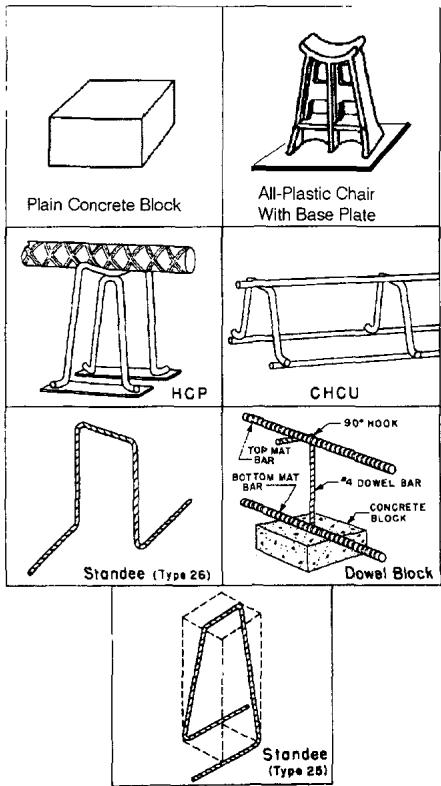 Plain Concrete Block
All-Plastic Chair
With Base Plate
HCP
CHCU
Standee (Type 26)
90° HOOK
TOP MAT
BAR
BOTTOM MAT
BAR
#4 DOWEL BAR
CONCRETE
BLOCK
Dowel Block
Standee
(Type 25)